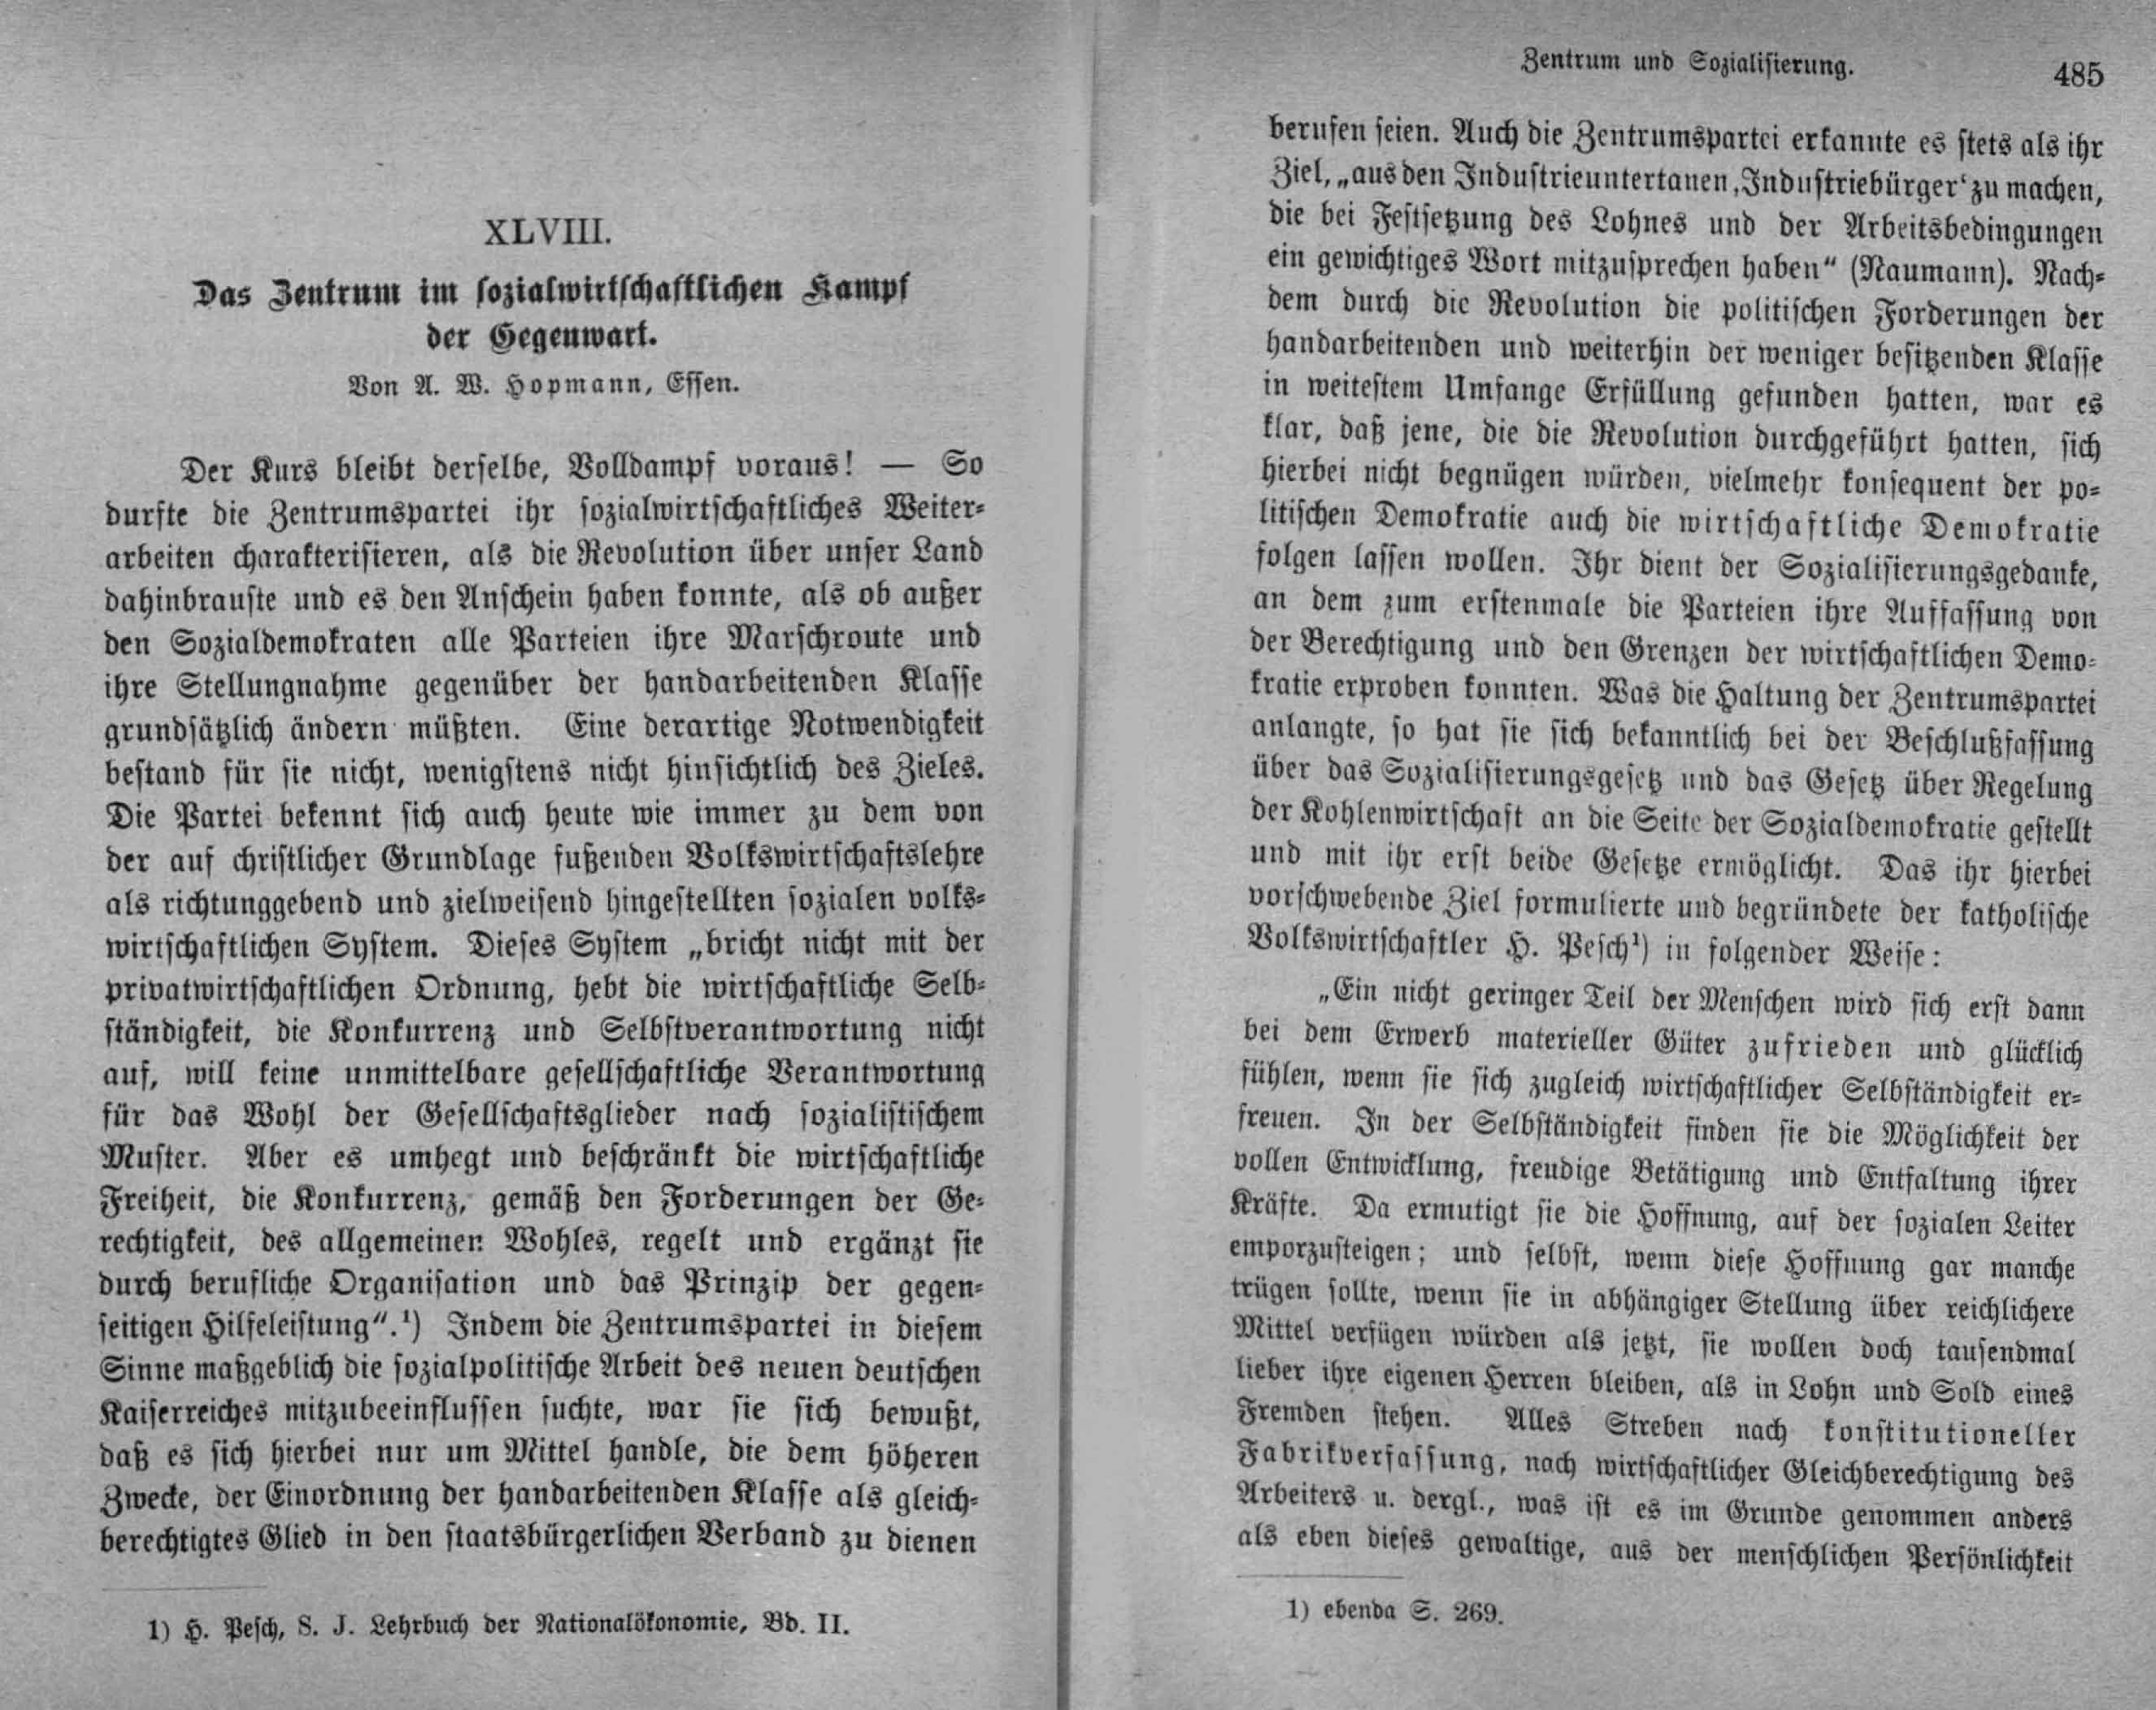 XLVIII.
Das Zentrum im sozialwirtschaftlichen Kampf
der Gegenwart.
Von A. W. Hopmann, Essen.
Der Kurs bleibt derselbe, Volldampf voraus! — So
durfte die Zentrumspartei ihr sozialwirtschaftliches Weiter-
arbeiten charakterisieren, als die Revolution über unser Land
dahinbrauste und es den Anschein haben konnte, als ob außer
den Sozialdemokraten alle Parteien ihre Marschroute und
ihre Stellungnahme gegenüber der handarbeitenden Klasse
grundsätzlich ändern müßten. Eine derartige Notwendigkeit
bestand für sie nicht, wenigstens nicht hinsichtlich des Zieles.
Die Partei bekennt sich auch heute wie immer zu dem von
der auf christlicher Grundlage fußenden Volkswirtschaftslehre
als richtunggebend und zielweisend hingestellten sozialen volks-
wirtschaftlichen System. Dieses System „bricht nicht mit der
privatwirtschaftlichen Ordnung, hebt die wirtschaftliche Selb-
ständigkeit, die Konkurrenz und Selbstverantwortung nicht
auf, will keine unmittelbare gesellschaftliche Verantwortung
für das Wohl der Gesellschaftsglieder nach sozialistischem
Muster. Aber es umhegt und beschränkt die wirtschaftliche
Freiheit, die Konkurrenz, gemäß den Forderungen der Ge-
rechtigkeit, des allgemeinen Wohles, regelt und ergänzt sie
durch berufliche Organisation und das Prinzip der gegen-
seitigen Hilfeleistung“.¹) Indem die Zentrumspartei in diesem
Sinne maßgeblich die sozialpolitische Arbeit des neuen deutschen
Kaiserreiches mitzubeeinflussen suchte, war sie sich bewußt,
daß es sich hierbei nur um Mittel handle, die dem höheren
Zwecke, der Einordnung der handarbeitenden Klasse als gleich-
berechtigtes Glied in den staatsbürgerlichen Verband zu dienen
1) H. Pesch, S. J. Lehrbuch der Nationalökonomie, Bd. II.
Zentrum und Sozialisierung. 485
berufen seien. Auch die Zentrumspartei erkannte es stets als ihr
Ziel, „aus den Industrieuntertanen ‚Industriebürger‘ zu machen,
die bei Festsetzung des Lohnes und der Arbeitsbedingungen
ein gewichtiges Wort mitzusprechen haben“ (Naumann). Nach-
dem durch die Revolution die politischen Forderungen der
handarbeitenden und weiterhin der weniger besitzenden Klasse
in weitestem Umfange Erfüllung gefunden hatten, war es
klar, daß jene, die die Revolution durchgeführt hatten, sich
hierbei nicht begnügen würden, vielmehr konsequent der po-
litischen Demokratie auch die wirtschaftliche Demokratie
folgen lassen wollen. Ihr dient der Sozialisierungsgedanke,
an dem zum erstenmale die Parteien ihre Auffassung von
der Berechtigung und den Grenzen der wirtschaftlichen Demo-
kratie erproben konnten. Was die Haltung der Zentrumspartei
anlangte, so hat sie sich bekanntlich bei der Beschlußfassung
über das Sozialisierungsgesetz und das Gesetz über Regelung
der Kohlenwirtschaft an die Seite der Sozialdemokratie gestellt
und mit ihr erst beide Gesetze ermöglicht. Das ihr hierbei
vorschwebende Ziel formulierte und begründete der katholische
Volkswirtschaftler H. Pesch¹) in folgender Weise:
„Ein nicht geringer Teil der Menschen wird sich erst dann
bei dem Erwerb materieller Güter zufrieden und glücklich
fühlen, wenn sie sich zugleich wirtschaftlicher Selbständigkeit er-
freuen. In der Selbständigkeit finden sie die Möglichkeit der
vollen Entwicklung, freudige Betätigung und Entfaltung ihrer
Kräfte. Da ermutigt sie die Hoffnung, auf der sozialen Leiter
emporzusteigen; und selbst, wenn diese Hoffnung gar manche
trügen sollte, wenn sie in abhängiger Stellung über reichlichere
Mittel verfügen würden als jetzt, sie wollen doch tausendmal
lieber ihre eigenen Herren bleiben, als in Lohn und Sold eines
Fremden stehen. Alles Streben nach konstitutioneller
Fabrikverfassung, nach wirtschaftlicher Gleichberechtigung des
Arbeiters u. dergl., was ist es im Grunde genommen anders
als eben dieses gewaltige, aus der menschlichen Persönlichkeit
1) ebenda S. 269.